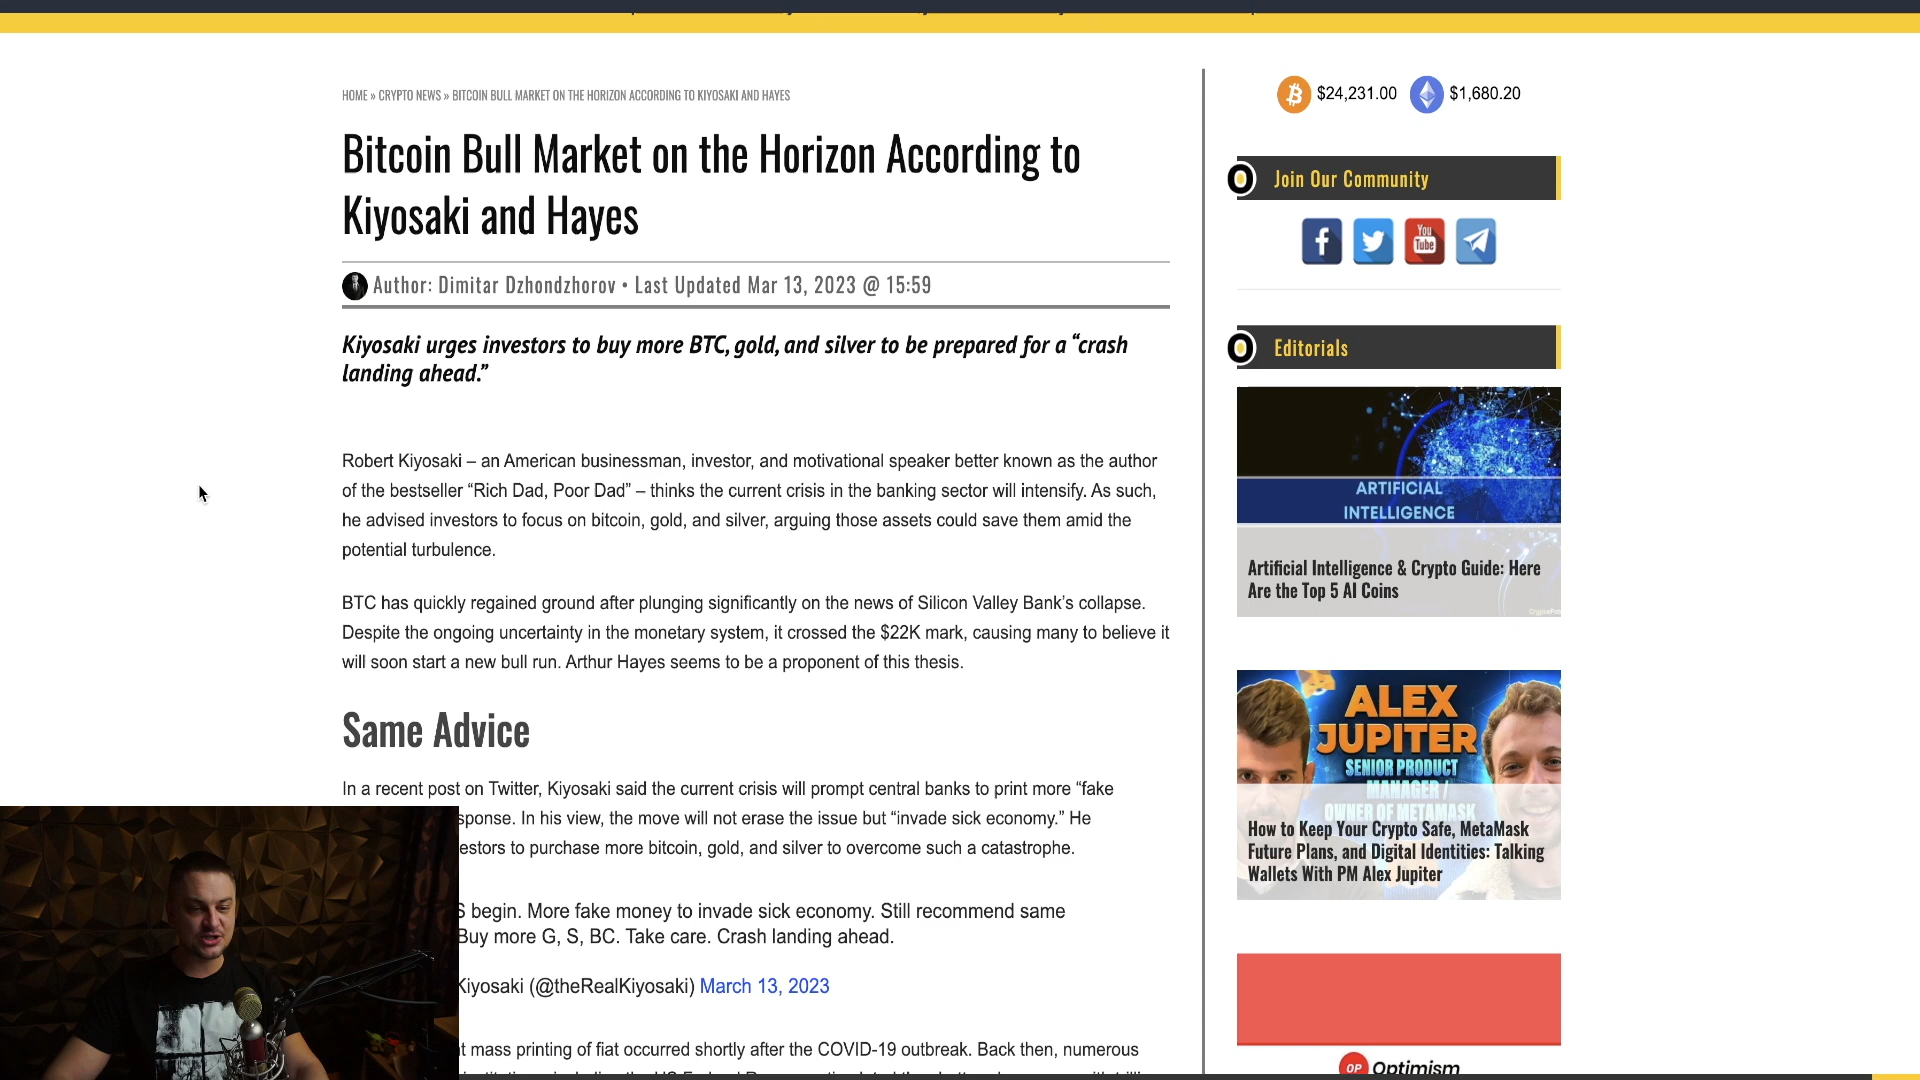 HOME » CRYPTO NEWS » BITCOIN BULL MARKET ON THE HORIZON ACCORDING TO KIYOSAKI AND HAYES
Bitcoin Bull Market on the Horizon According to
Kiyosaki and Hayes
Author: Dimitar Dzhondzhorov • Last Updated Mar 13, 2023 @ 15:59
Kiyosaki urges investors to buy more BTC, gold, and silver to be prepared for a “crash
landing ahead.”
Robert Kiyosaki – an American businessman, investor, and motivational speaker better known as the author
of the bestseller “Rich Dad, Poor Dad” – thinks the current crisis in the banking sector will intensify. As such,
he advised investors to focus on bitcoin, gold, and silver, arguing those assets could save them amid the
potential turbulence.
BTC has quickly regained ground after plunging significantly on the news of Silicon Valley Bank’s collapse.
Despite the ongoing uncertainty in the monetary system, it crossed the $22K mark, causing many to believe it
will soon start a new bull run. Arthur Hayes seems to be a proponent of this thesis.
Same Advice
In a recent post on Twitter, Kiyosaki said the current crisis will prompt central banks to print more “fake
sponse. In his view, the move will not erase the issue but “invade sick economy.” He
estors to purchase more bitcoin, gold, and silver to overcome such a catastrophe.
S begin. More fake money to invade sick economy. Still recommend same
Buy more G, S, BC. Take care. Crash landing ahead.
Kiyosaki (@theRealKiyosaki) March 13, 2023
t mass printing of fiat occurred shortly after the COVID-19 outbreak. Back then, numerous
$24,231.00 $1,680.20
Join Our Community
You
Tube
Editorials
ARTIFICIAL
INTELLIGENCE
Artificial Intelligence & Crypto Guide: Here
Are the Top 5 AI Coins
ALEX
JUPITER
SENIOR PRODUCT
MANAGER /
OWNER OF METAMASK
How to Keep Your Crypto Safe, MetaMask
Future Plans, and Digital Identities: Talking
Wallets With PM Alex Jupiter
OP Optimism